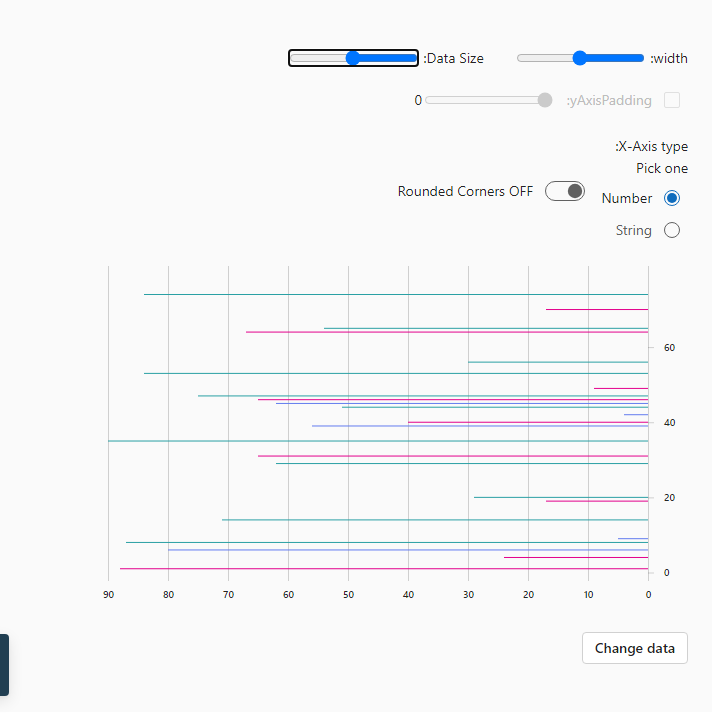 :width
:Data Size
:yAxisPadding
0
:X-Axis type
Pick one
Number
Rounded Corners OFF
String
60
40
20
0
90 80 70 60 50 40 30 20 10 0
Change data